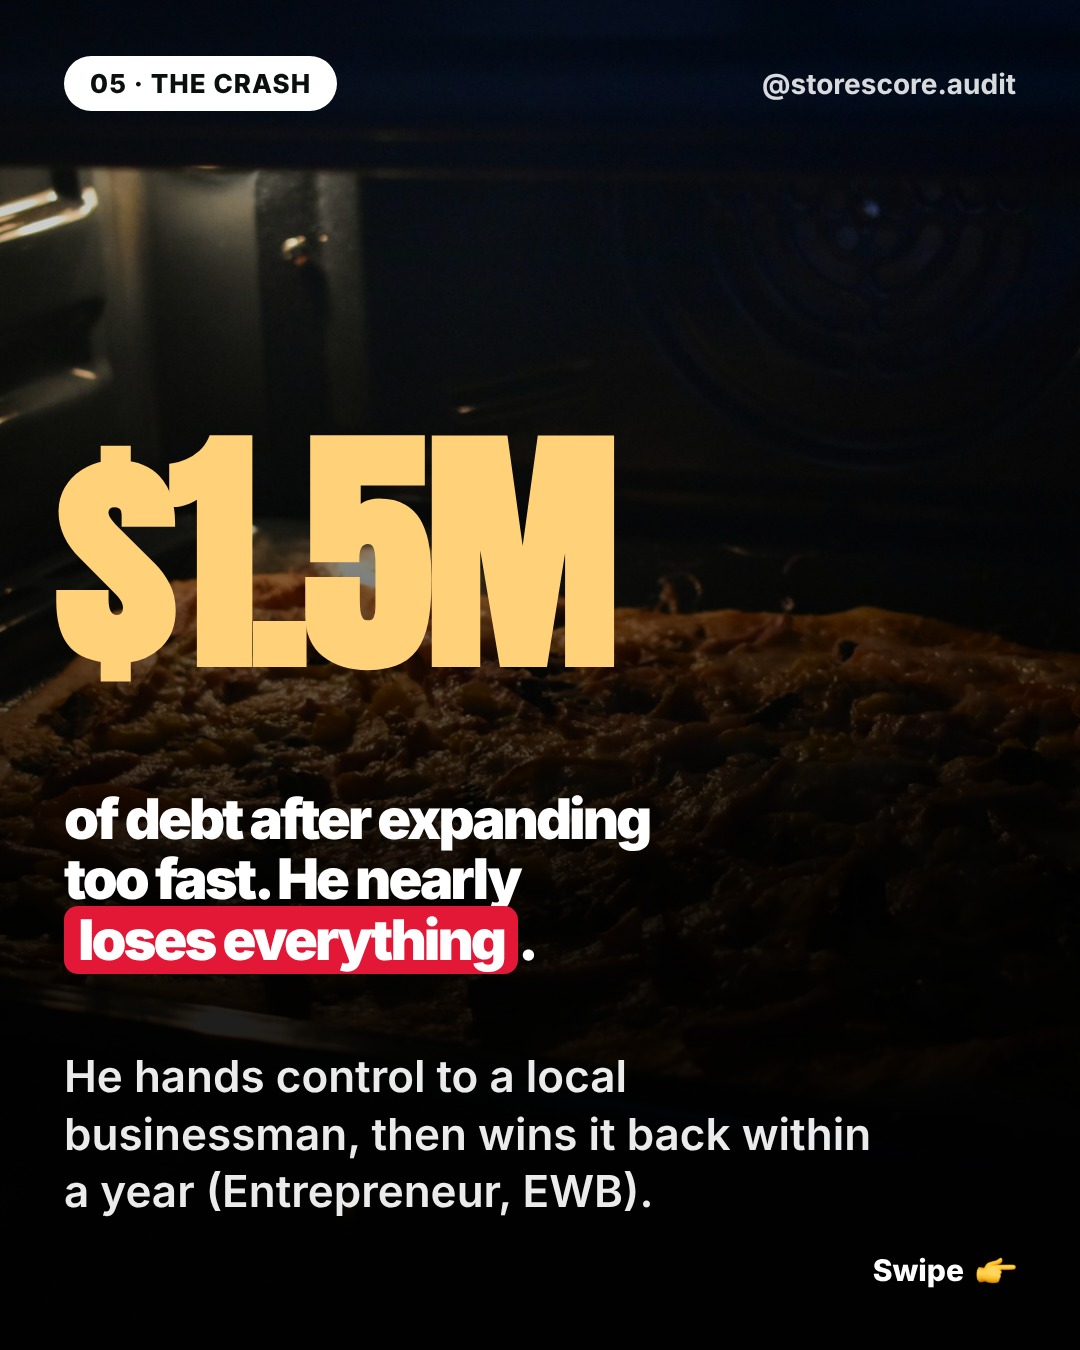 05 · THE CRASH
@storescore.audit
$1.5M
of debt after expanding
too fast. He nearly
loses everything.
He hands control to a local
businessman, then wins it back within
a year (Entrepreneur, EWB).
Swipe 👉